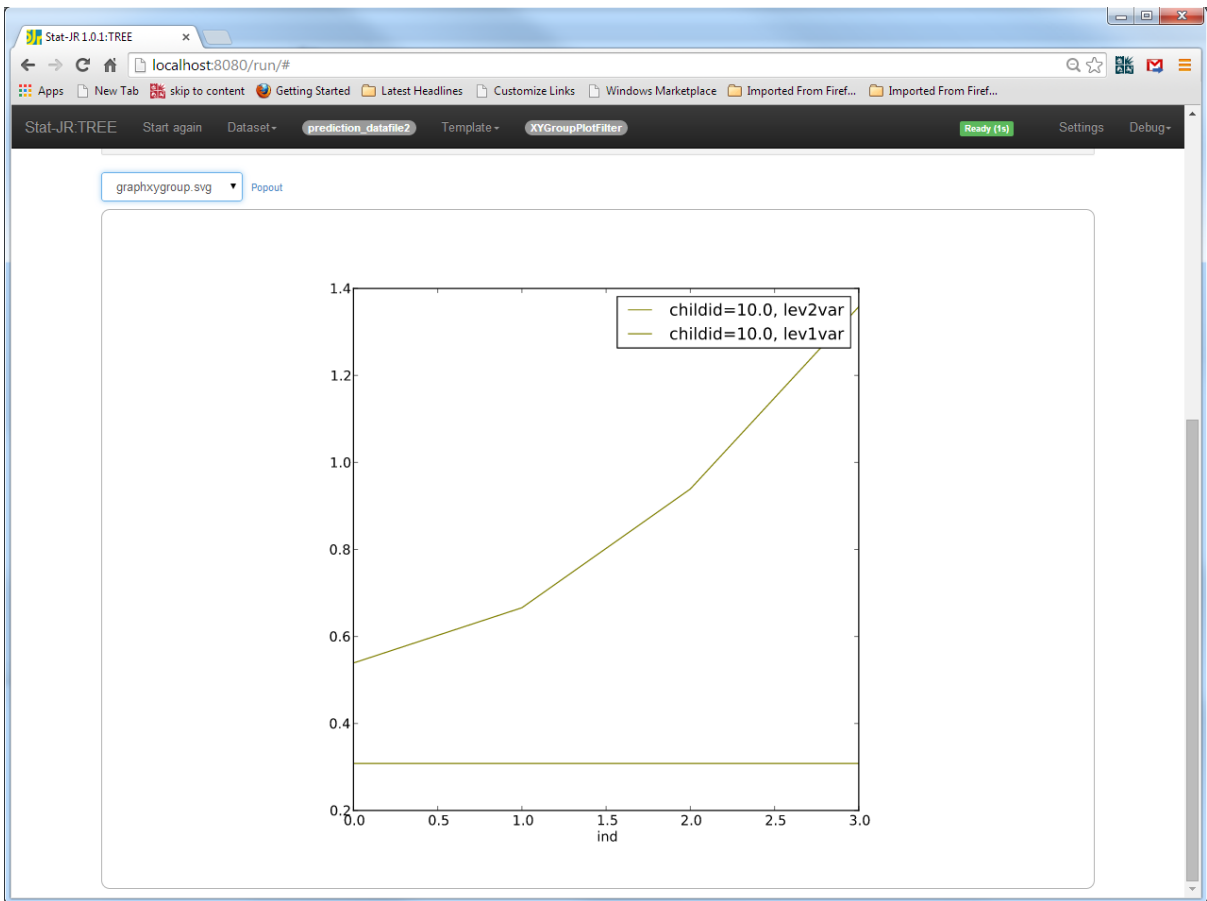 Stat-JR 1.0.1:TREE
localhost:8080/run/#
Apps New Tab skip to content Getting Started Latest Headlines Customize Links Windows Marketplace Imported From Firef... Imported From Firef...
Stat-JR:TREE Start again Dataset prediction_datafile2 Template XYGroupPlotFilter Ready (1s) Settings Debug
graphxygroup.svg Popout
childid=10.0, lev2var
childid=10.0, lev1var
1.4
1.2
1.0
0.8
0.6
0.4
0.2
0.0 0.5 1.0 1.5 2.0 2.5 3.0
ind